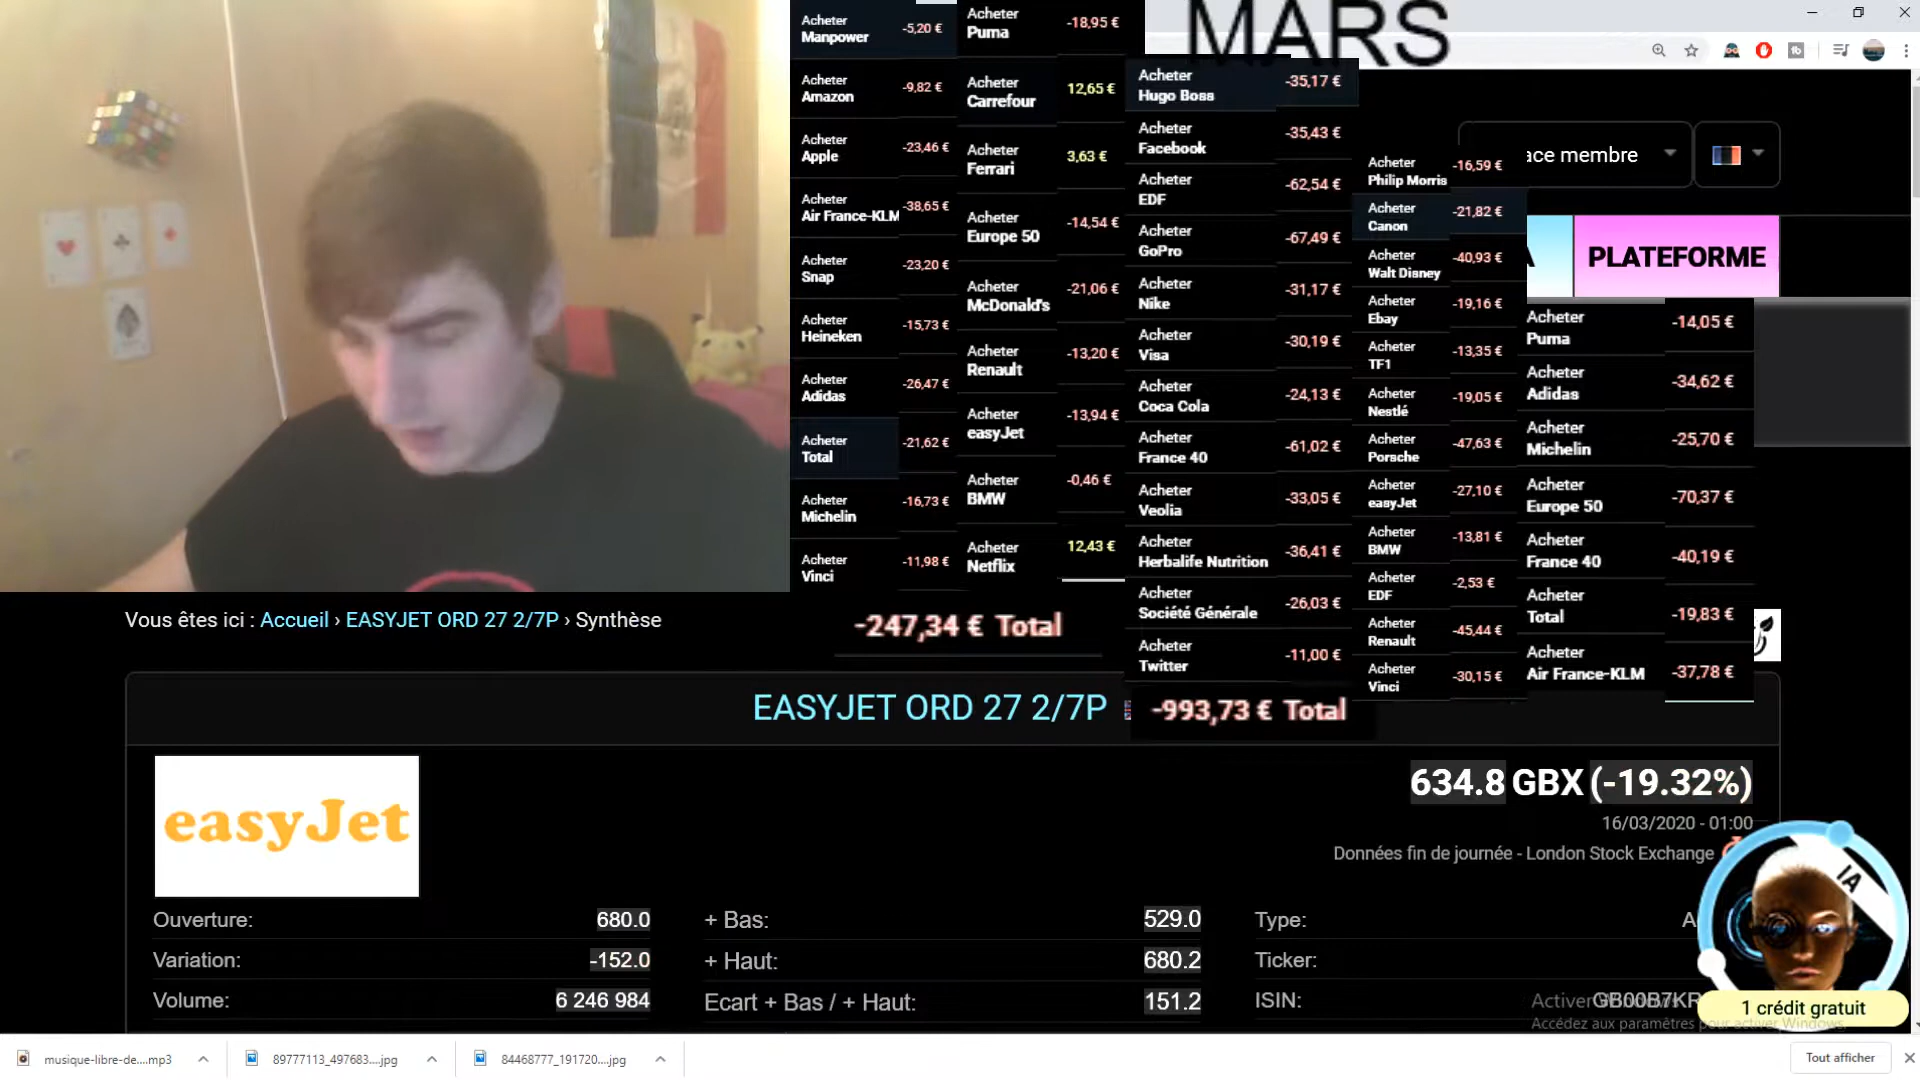 MARS
Acheter
Manpower
-5,20 €
Acheter
Amazon
-9,82 €
Acheter
Apple
-23,46 €
Acheter
Air France-KLM
-38,65 €
Acheter
Snap
-23,20 €
Acheter
Heineken
-15,73 €
Acheter
Adidas
-26,47 €
Acheter
Total
-21,62 €
Acheter
Michelin
-16,73 €
Acheter
Vinci
-11,98 €
Acheter
Puma
-18,95 €
Acheter
Carrefour
12,65 €
Acheter
Ferrari
3,63 €
Acheter
Europe 50
-14,54 €
Acheter
McDonald's
-21,06 €
Acheter
Renault
-13,20 €
Acheter
easyJet
-13,94 €
Acheter
BMW
-0,46 €
Acheter
Netflix
12,43 €
-247,34 € Total
Acheter
Hugo Boss
-35,17 €
Acheter
Facebook
-35,43 €
Acheter
EDF
-62,54 €
Acheter
GoPro
-67,49 €
Acheter
Nike
-31,17 €
Acheter
Visa
-30,19 €
Acheter
Coca Cola
-24,13 €
Acheter
France 40
-61,02 €
Acheter
Veolia
-33,05 €
Acheter
Herbalife Nutrition
-36,41 €
Acheter
Société Générale
-26,03 €
Acheter
Twitter
-11,00 €
-993,73 € Total
Acheter
Philip Morris
-16,59 €
Acheter
Canon
-21,82 €
Acheter
Walt Disney
-40,93 €
Acheter
Ebay
-19,16 €
Acheter
TF1
-13,35 €
Acheter
Nestlé
-19,05 €
Acheter
Porsche
-47,63 €
Acheter
easyJet
-27,10 €
Acheter
BMW
-13,81 €
Acheter
EDF
-2,53 €
Acheter
Renault
-45,44 €
Acheter
Vinci
-30,15 €
Acheter
Puma
-14,05 €
Acheter
Adidas
-34,62 €
Acheter
Michelin
-25,70 €
Acheter
Europe 50
-70,37 €
Acheter
France 40
-40,19 €
Acheter
Total
-19,83 €
Acheter
Air France-KLM
-37,78 €
ace membre
PLATEFORME
Vous êtes ici : Accueil › EASYJET ORD 27 2/7P › Synthèse
EASYJET ORD 27 2/7P
easyJet
634.8 GBX (-19.32%)
16/03/2020 - 01:00
Données fin de journée - London Stock Exchange
Ouverture: 680.0
Variation: -152.0
Volume: 6 246 984
+ Bas: 529.0
+ Haut: 680.2
Ecart + Bas / + Haut: 151.2
Type: A
Ticker:
ISIN: GB00B7KR
IA
1 crédit gratuit
Accédez aux paramètres pour activer Windows.
musique-libre-de....mp3
89777113_497683....jpg
84468777_191720....jpg
Tout afficher